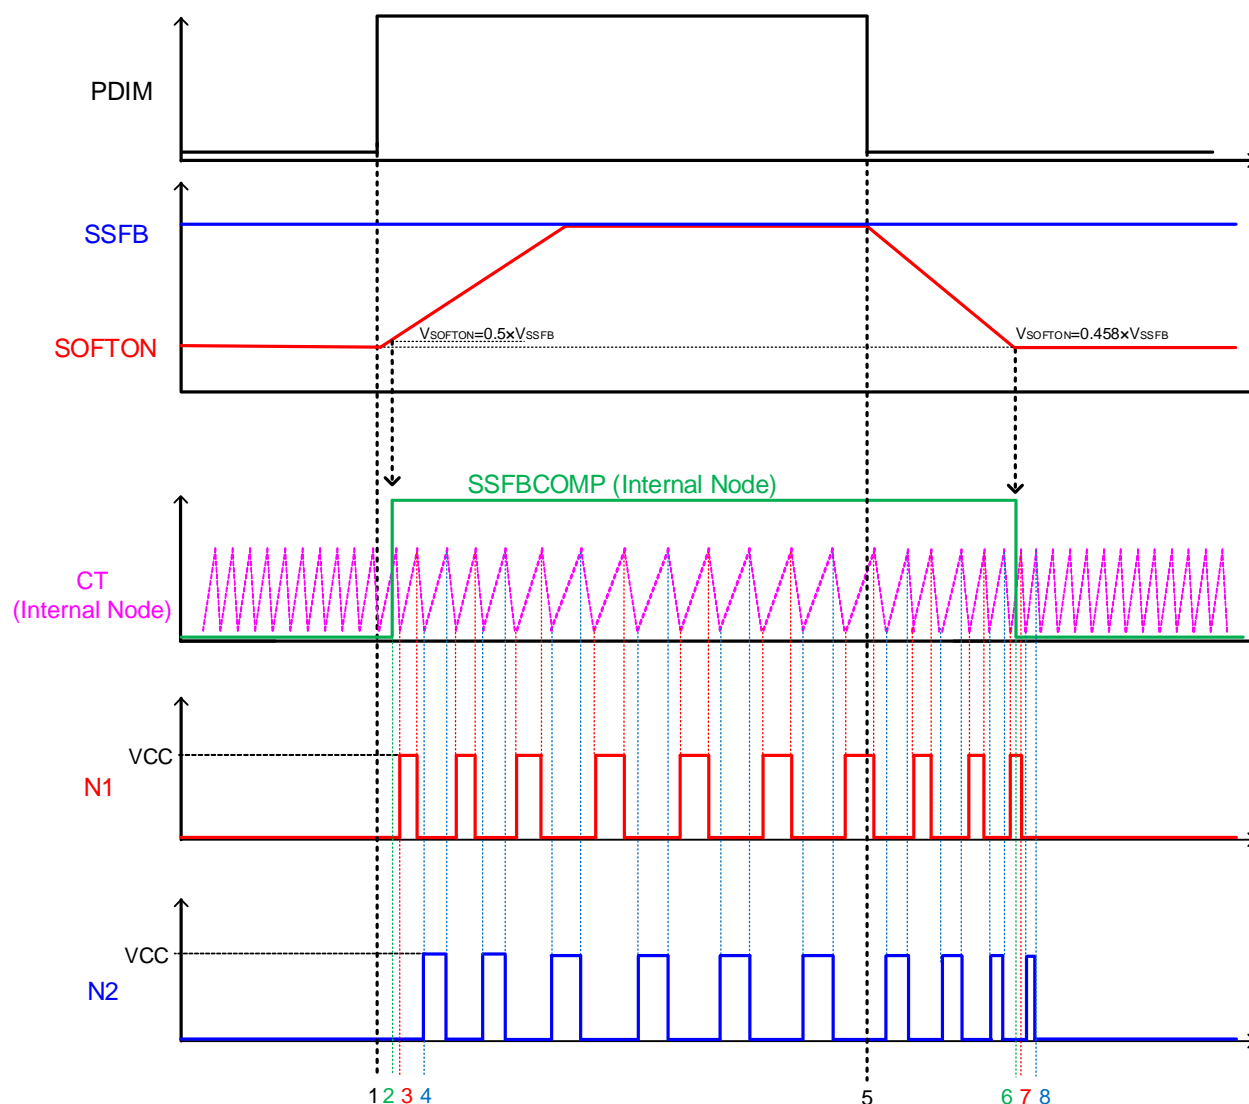 PDIM
SSFB
VSOFTON=0.5×VSSFB
VSOFTON=0.458×VSSFB
SOFTON
SSFBCOMP (Internal Node)
CT
(Internal Node)
VCC
N1
VCC
N2
1 2 3 4 5 6 7 8